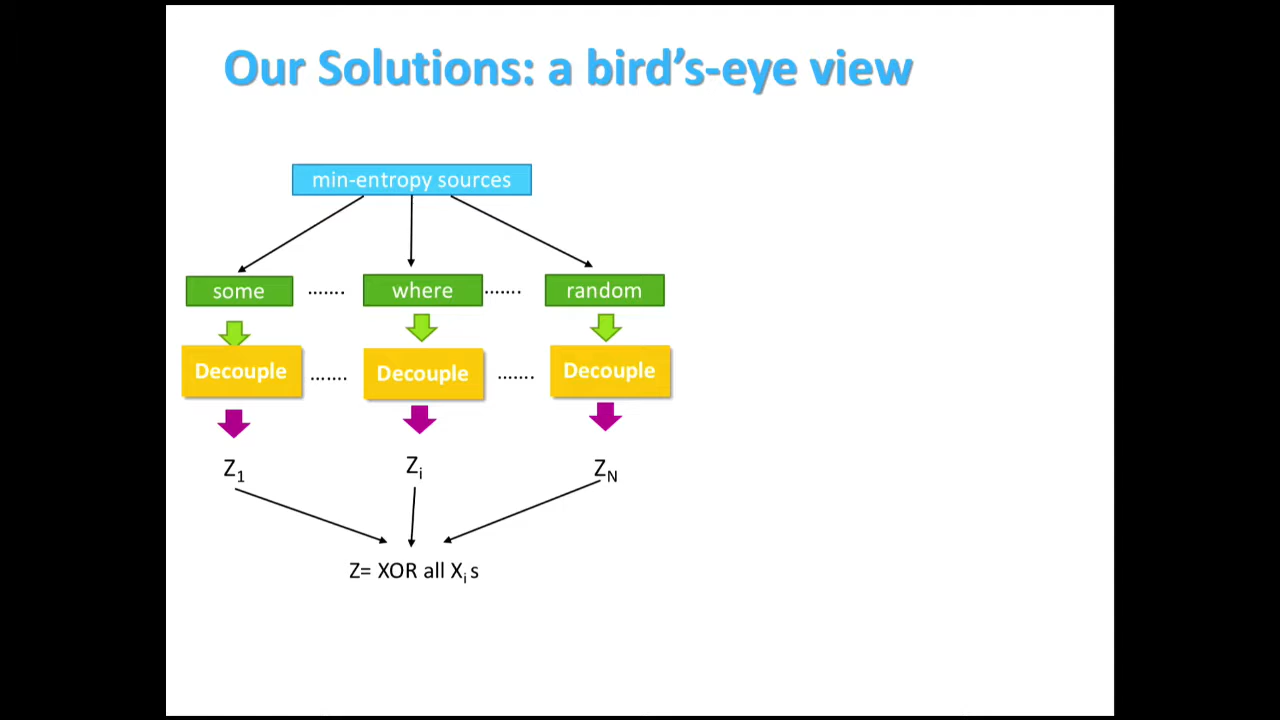 Our Solutions: a bird’s-eye view
min-entropy sources
some ....... where ....... random
Decouple ....... Decouple ....... Decouple
Z1 Zi ZN
Z= XOR all Xi s